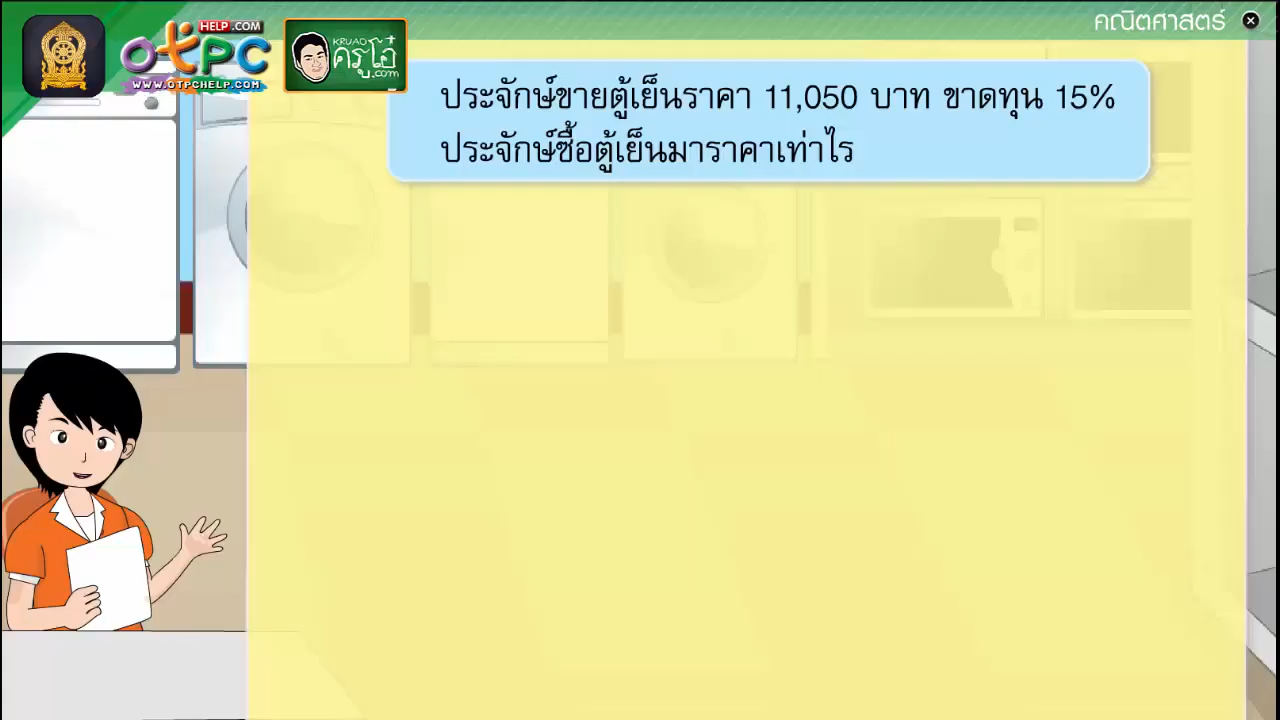 คณิตศาสตร์
HELP.COM
OTPC
WWW.OTPCHELP.COM
KRUAO
ครูโอ๋
.com
ประจักษ์ขายตู้เย็นราคา 11,050 บาท ขาดทุน 15%
ประจักษ์ซื้อตู้เย็นมาราคาเท่าไร